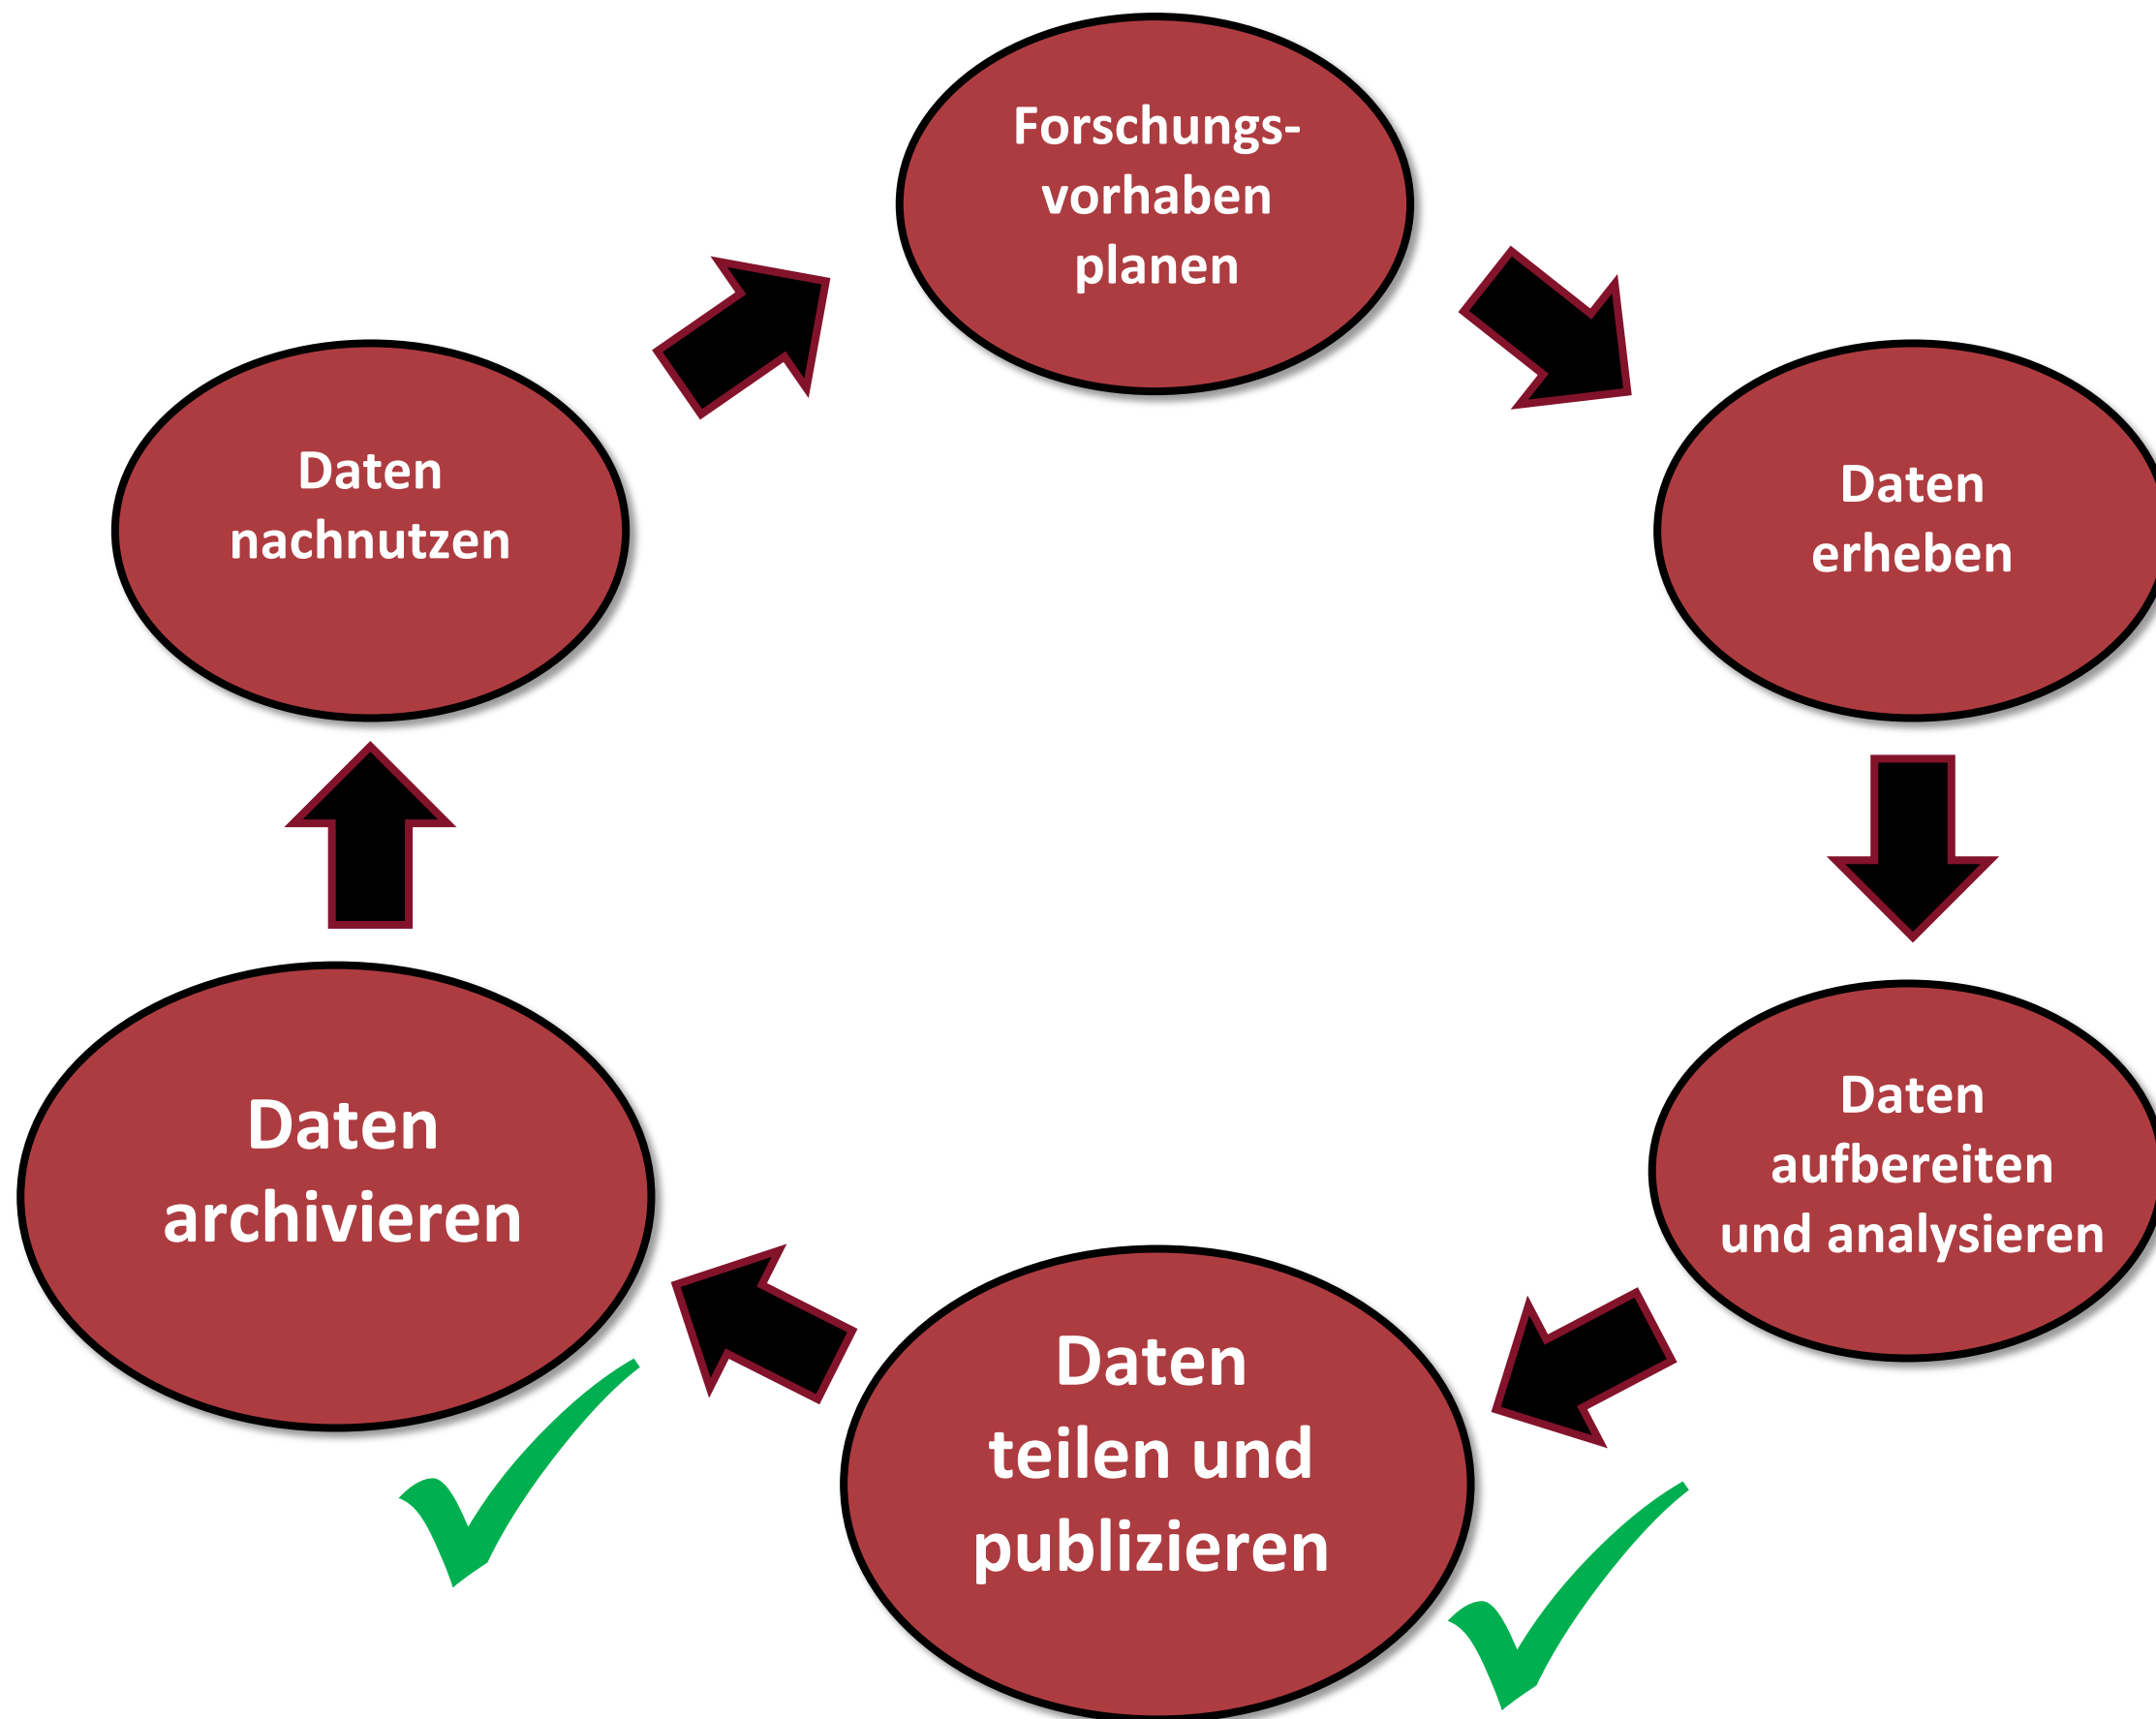 Forschungs-
vorhaben
planen
Daten
erheben
Daten
aufbereiten
und analysieren
Daten
teilen und
publizieren
Daten
archivieren
Daten
nachnutzen